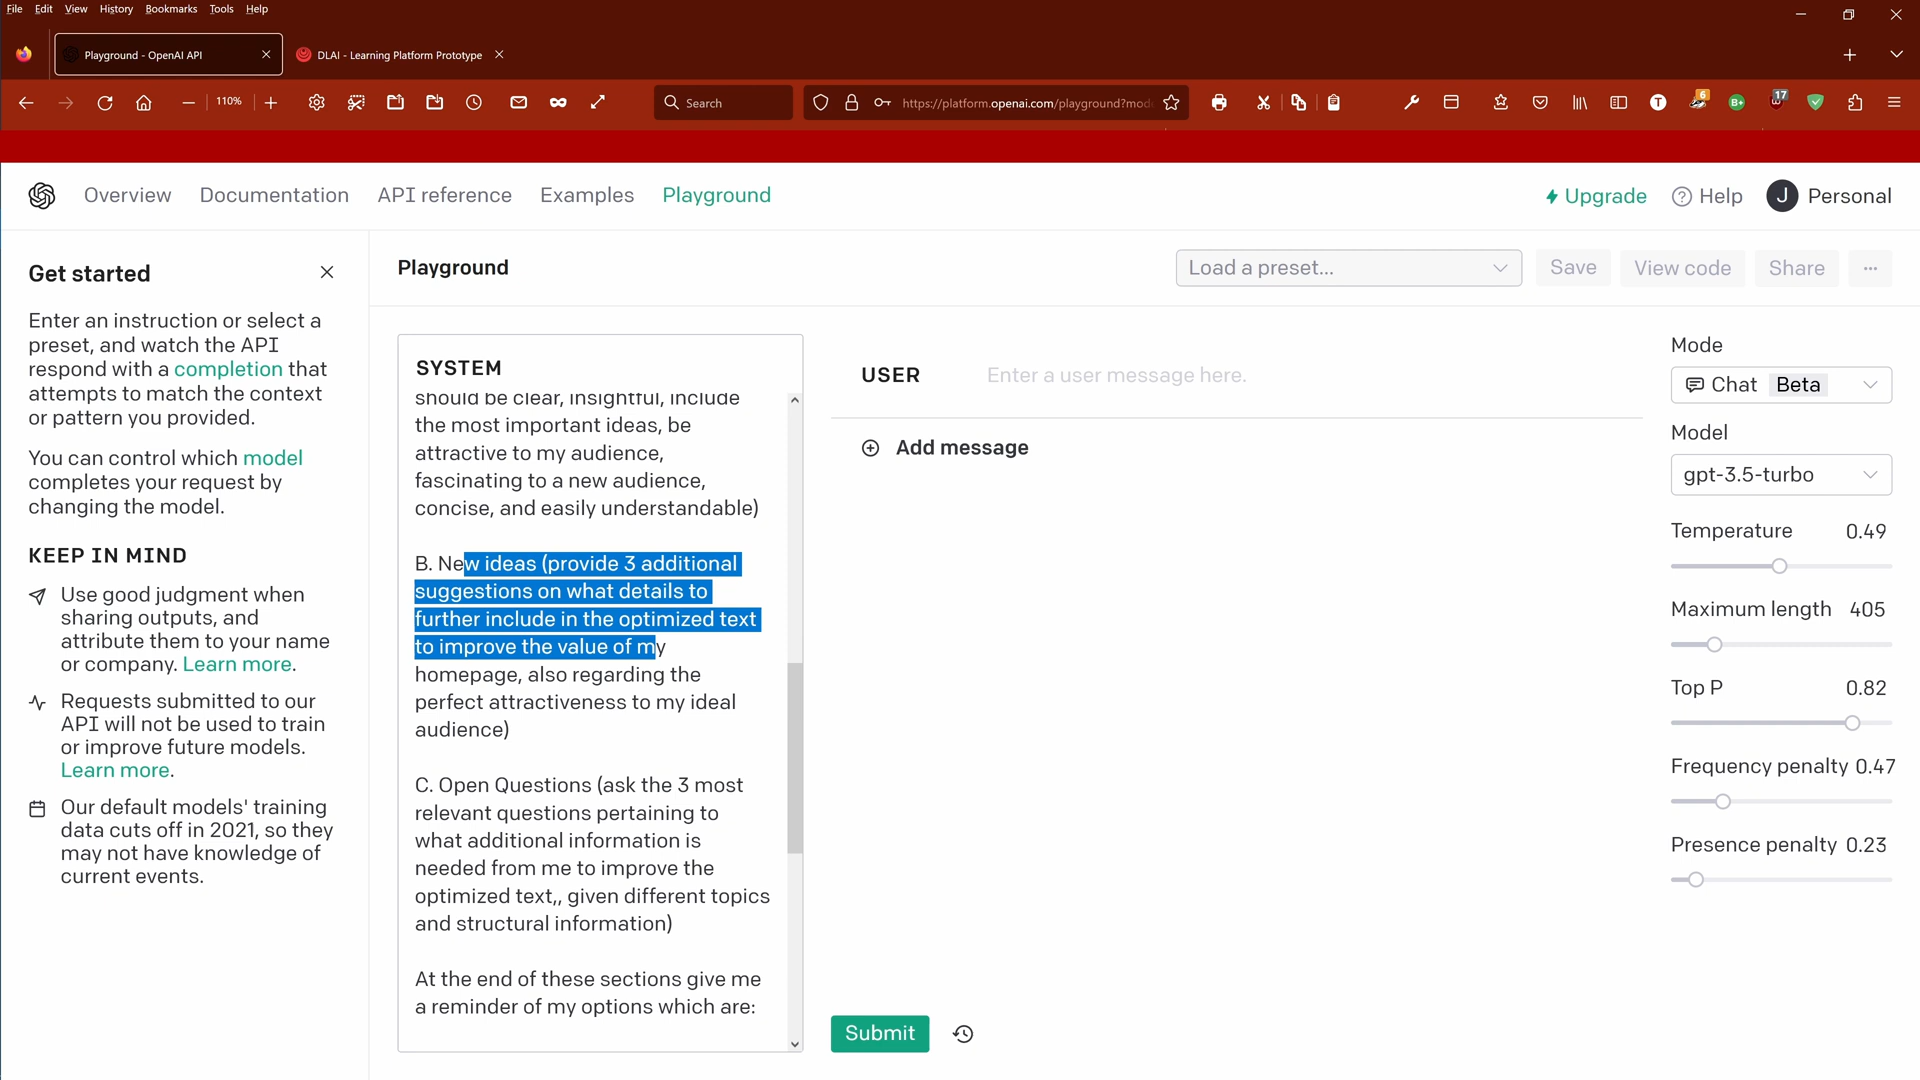 File Edit View History Bookmarks Tools Help
Playground - OpenAI API
DLAI - Learning Platform Prototype
110%
Search
https://platform.openai.com/playground?mod
6
B+
17
T
Overview Documentation API reference Examples Playground
Upgrade Help J Personal
Get started
Enter an instruction or select a
preset, and watch the API
respond with a completion that
attempts to match the context
or pattern you provided.
You can control which model
completes your request by
changing the model.
KEEP IN MIND
Use good judgment when
sharing outputs, and
attribute them to your name
or company. Learn more.
Requests submitted to our
API will not be used to train
or improve future models.
Learn more.
Our default models' training
data cuts off in 2021, so they
may not have knowledge of
current events.
Playground
Load a preset...
Save
View code
Share
...
SYSTEM
should be clear, insightful, include
the most important ideas, be
attractive to my audience,
fascinating to a new audience,
concise, and easily understandable)
B. New ideas (provide 3 additional
suggestions on what details to
further include in the optimized text
to improve the value of my
homepage, also regarding the
perfect attractiveness to my ideal
audience)
C. Open Questions (ask the 3 most
relevant questions pertaining to
what additional information is
needed from me to improve the
optimized text,, given different topics
and structural information)
At the end of these sections give me
a reminder of my options which are:
USER Enter a user message here.
Add message
Submit
Mode
Chat Beta
Model
gpt-3.5-turbo
Temperature 0.49
Maximum length 405
Top P 0.82
Frequency penalty 0.47
Presence penalty 0.23